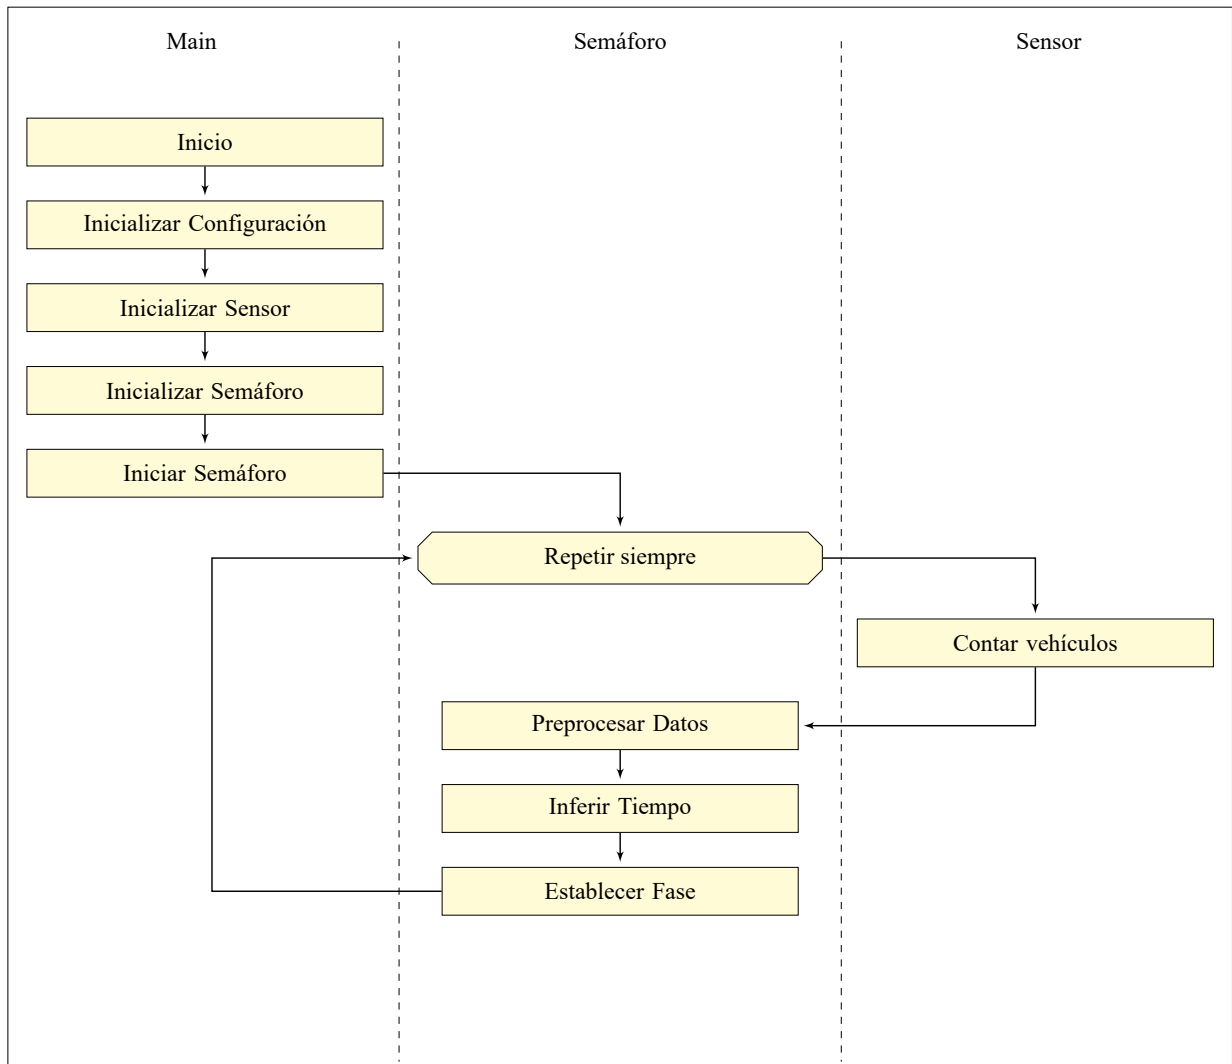 Main
Semáforo
Sensor
Inicio
Inicializar Configuración
Inicializar Sensor
Inicializar Semáforo
Iniciar Semáforo
Repetir siempre
Contar vehículos
Preprocesar Datos
Inferir Tiempo
Establecer Fase